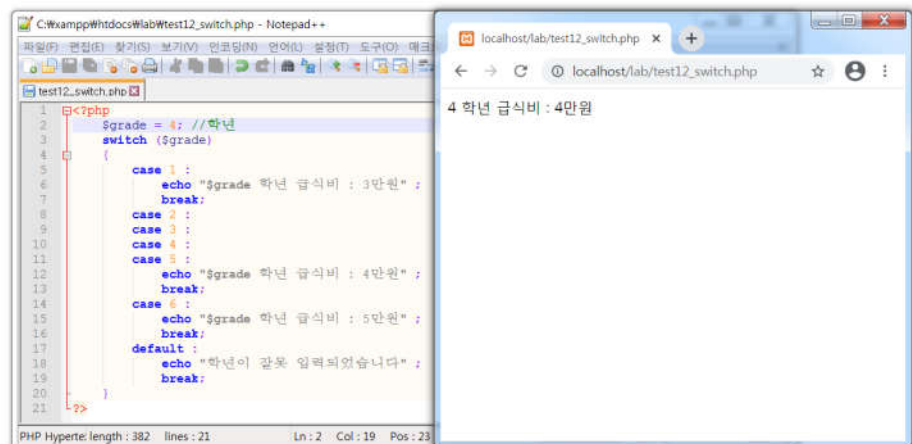 C:₩xampp₩htdocs₩lab₩test12_switch.php - Notepad++
파일(F) 편집(E) 찾기(S) 보기(V) 인코딩(N) 언어(L) 설정(T) 도구(O) 매크
test12_switch.php
1 <?php
2 $grade = 4; //학년
3 switch ($grade)
4 {
5 case 1 :
6 echo "$grade 학년 급식비 : 3만원" ;
7 break;
8 case 2 :
9 case 3 :
10 case 4 :
11 case 5 :
12 echo "$grade 학년 급식비 : 4만원" ;
13 break;
14 case 6 :
15 echo "$grade 학년 급식비 : 5만원" ;
16 break;
17 default :
18 echo "학년이 잘못 입력되었습니다" ;
19 break;
20 }
21 ?>
PHP Hyperte: length : 382 lines : 21 Ln : 2 Col : 19 Pos : 23
localhost/lab/test12_switch.php
localhost/lab/test12_switch.php
4 학년 급식비 : 4만원